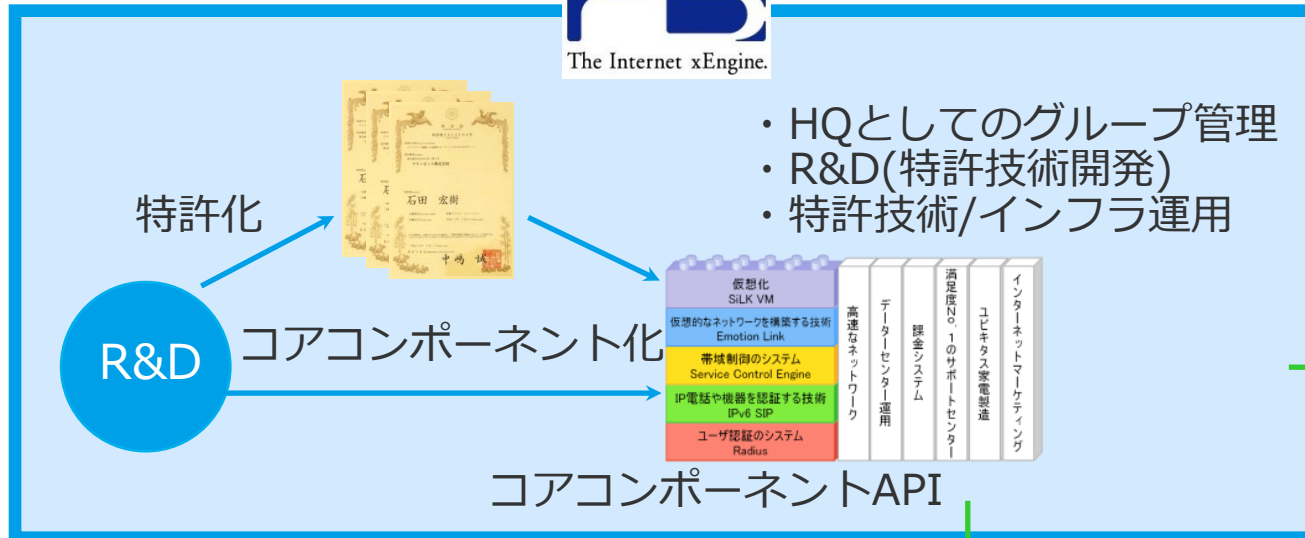 The Internet xEngine.
・HQとしてのグループ管理
・R&D(特許技術開発)
・特許技術/インフラ運用
特許化
石田 宏樹
中嶋 誠
R&D
コアコンポーネント化
仮想化
SiLK VM
仮想的なネットワークを構築する技術
Emotion Link
帯域制御のシステム
Service Control Engine
IP電話や機器を認証する技術
IPv6 SIP
ユーザ認証のシステム
Radius
高速なネットワーク
データーセンター運用
課金システム
満足度No.1のサポートセンター
ユビキタス家電製造
インターネットマーケティング
コアコンポーネントAPI